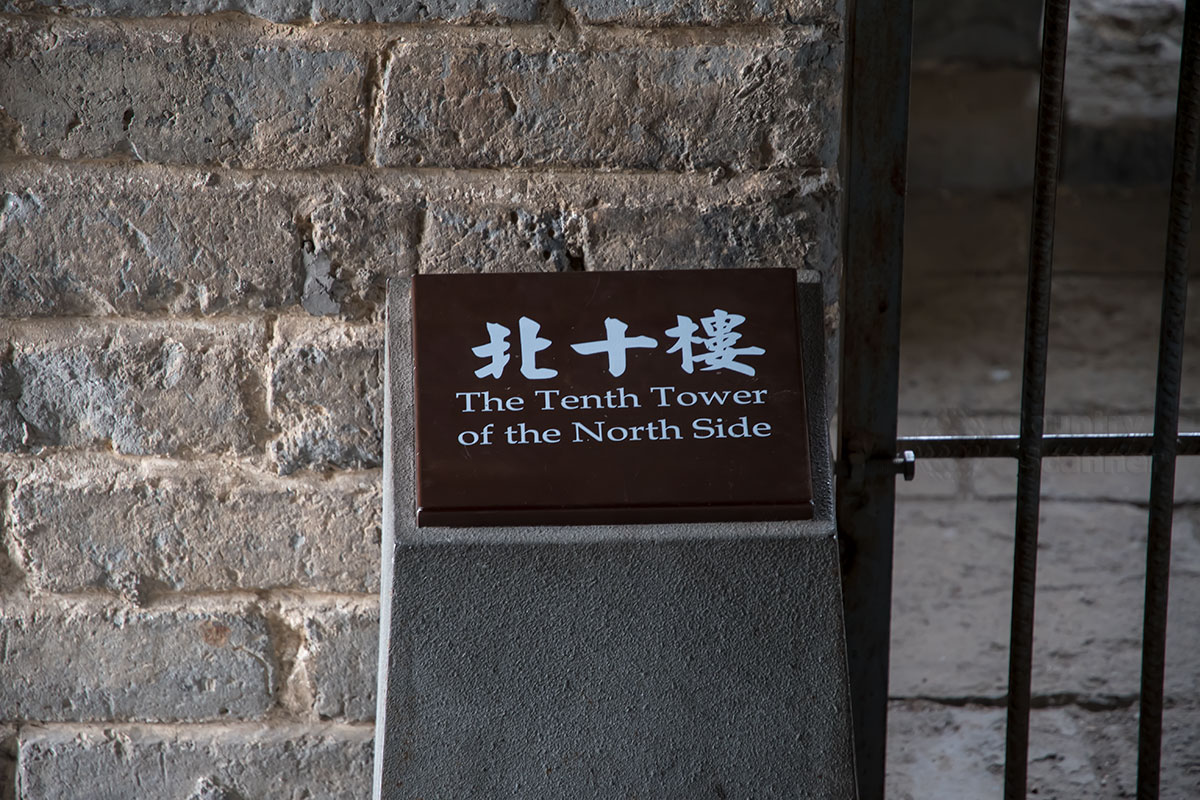 北十樓
The Tenth Tower
of the North Side